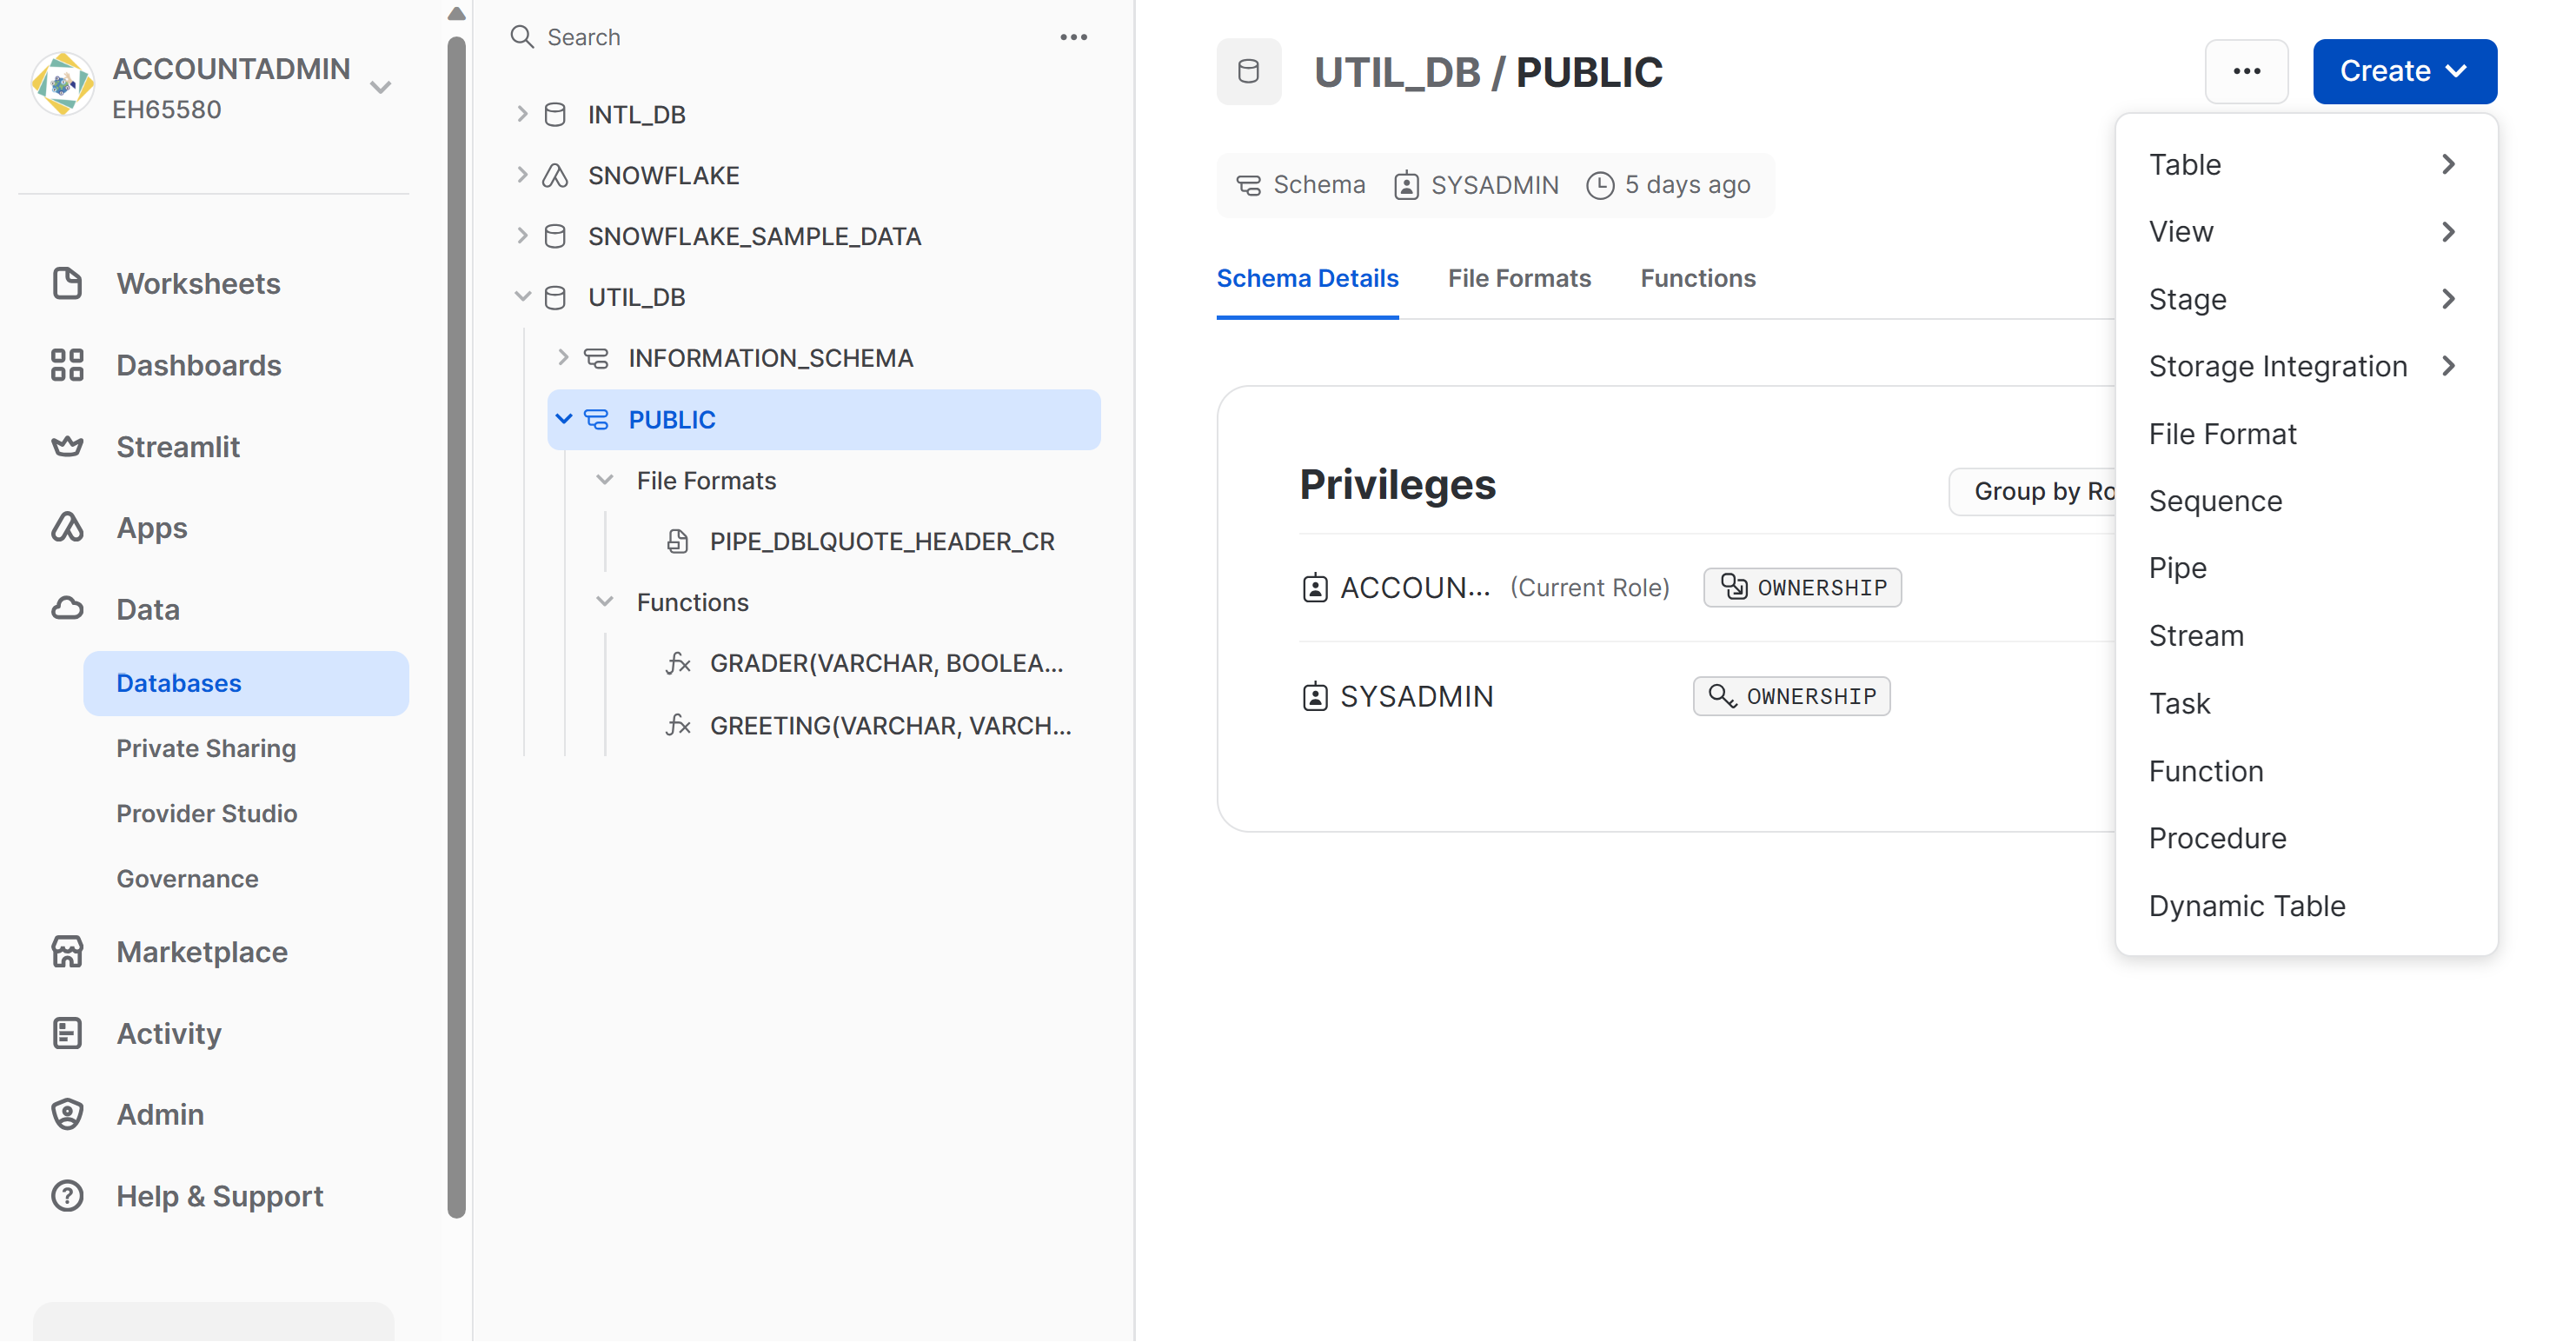 ACCOUNTADMIN
EH65580
Worksheets
Dashboards
Streamlit
Apps
Data
Databases
Private Sharing
Provider Studio
Governance
Marketplace
Activity
Admin
Help & Support
Search
INTL_DB
SNOWFLAKE
SNOWFLAKE_SAMPLE_DATA
UTIL_DB
INFORMATION_SCHEMA
PUBLIC
File Formats
PIPE_DBLQUOTE_HEADER_CR
Functions
GRADER(VARCHAR, BOOLEA...
GREETING(VARCHAR, VARCH...
UTIL_DB / PUBLIC
Create
Schema SYSADMIN 5 days ago
Schema Details File Formats Functions
Privileges
Group by Ro
ACCOUN... (Current Role) OWNERSHIP
SYSADMIN OWNERSHIP
Table
View
Stage
Storage Integration
File Format
Sequence
Pipe
Stream
Task
Function
Procedure
Dynamic Table